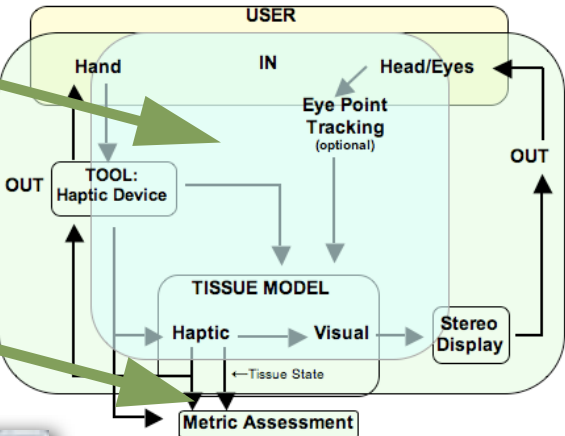 USER
Hand
IN
Head/Eyes
Eye Point
Tracking
(optional)
OUT
TOOL:
Haptic Device
OUT
TISSUE MODEL
Haptic
Visual
Stereo
Display
←Tissue State
Metric Assessment